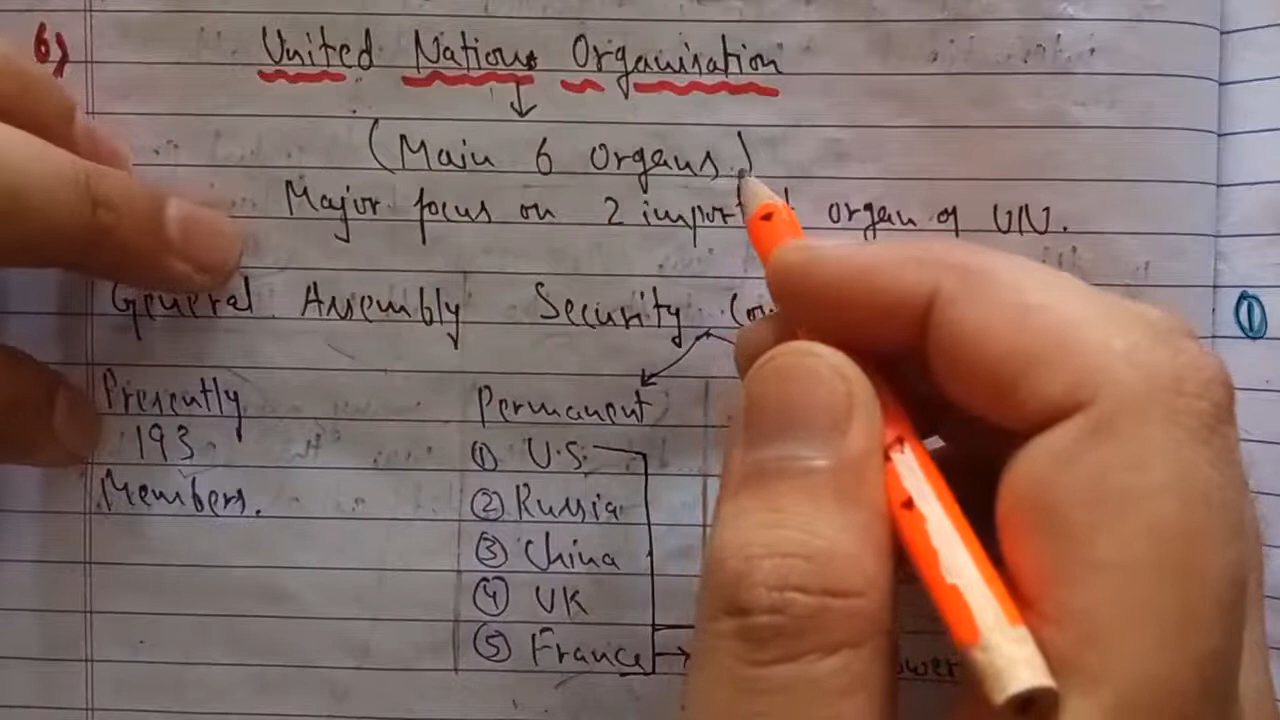 6)
United Nations Organisation
(Main 6 Organs.)
Major focus on 2 organ of UN.
General Assembly Security
Presently
193
Members.
Permanent
① U.S.
② Russia
③ China
④ UK
⑤ France
①